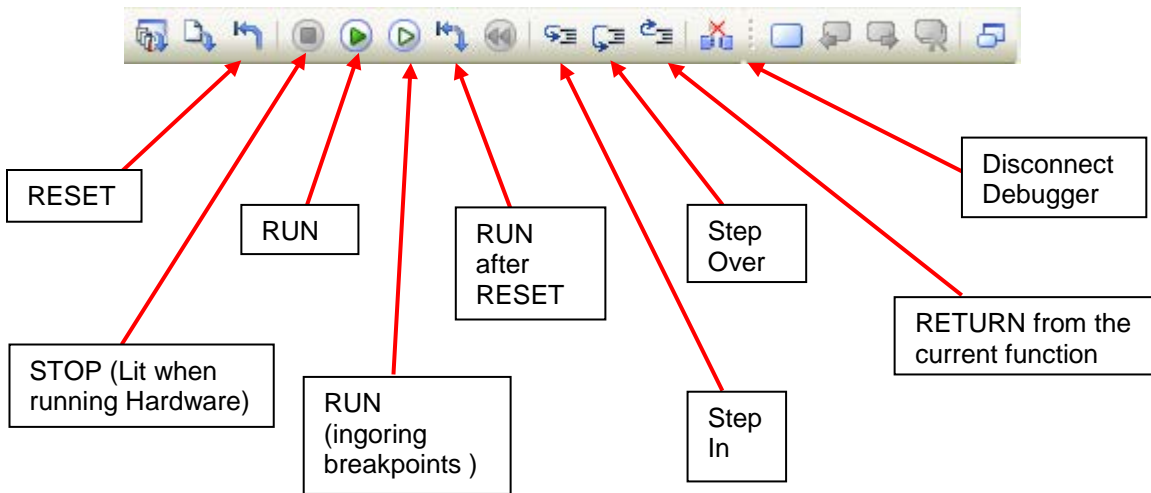 RESET
RUN
RUN
after
RESET
Step
Over
Disconnect
Debugger
STOP (Lit when
running Hardware)
RUN
(ingoring
breakpoints )
Step
In
RETURN from the
current function